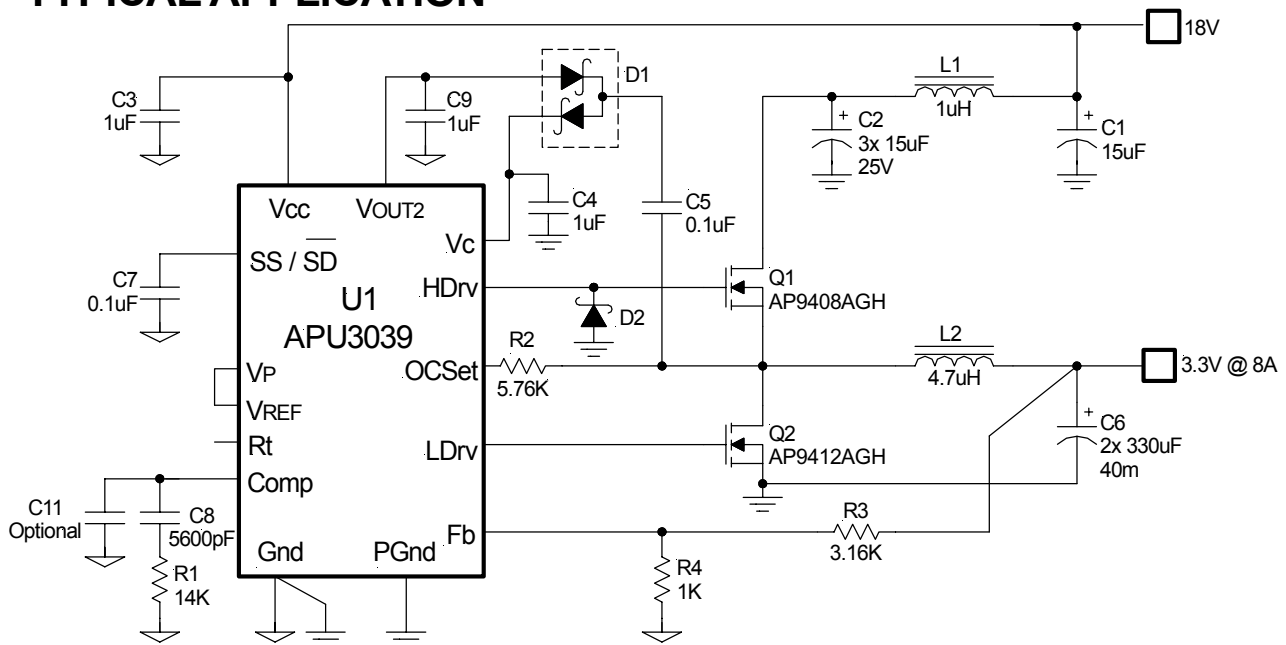 TYPICAL APPLICATION
18V
C3
1uF
C9
1uF
D1
L1
1uH
C2
3x 15uF
25V
C1
15uF
Vcc
VOUT2
C4
1uF
C5
0.1uF
Vc
SS / SD
C7
0.1uF
HDrv
Q1
AP9408AGH
U1
APU3039
D2
R2
5.76K
OCSet
L2
4.7uH
3.3V @ 8A
VP
VREF
Rt
LDrv
Q2
AP9412AGH
C6
2x 330uF
40m
Comp
C11
Optional
C8
5600pF
Fb
R3
3.16K
Gnd
PGnd
R1
14K
R4
1K